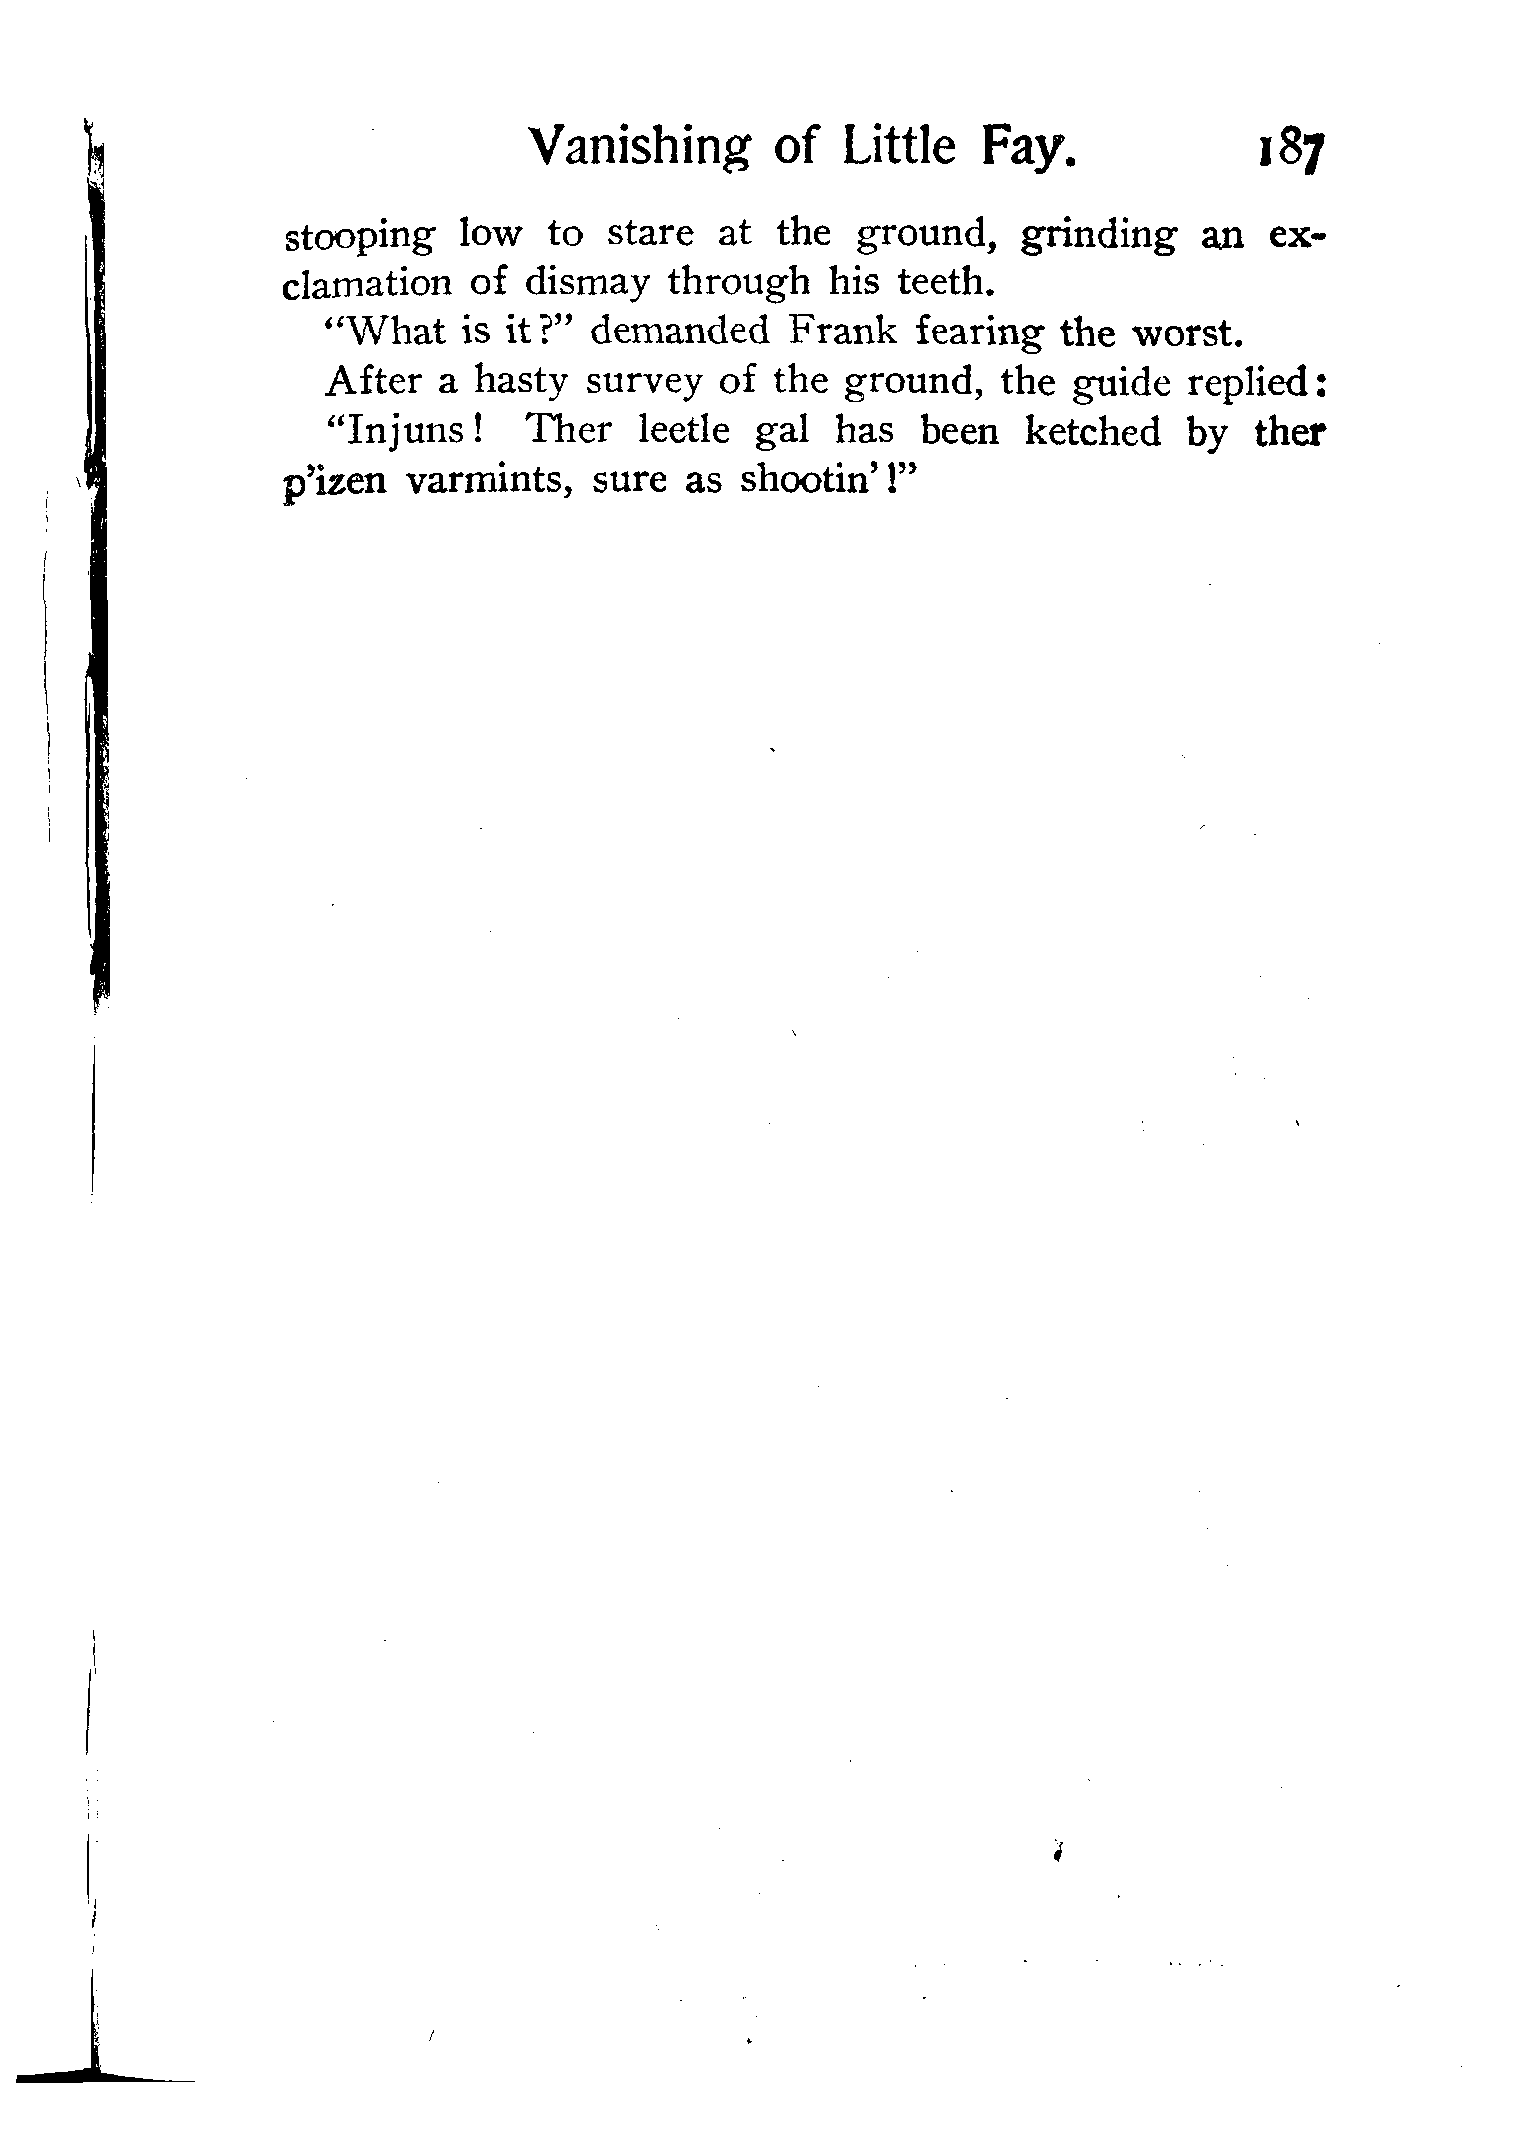 Vanishing of Little Fay. 187
stooping low to stare at the ground, grinding an ex-
clamation of dismay through his teeth.
“What is it?” demanded Frank fearing the worst.
After a hasty survey of the ground, the guide replied:
“Injuns! Ther leetle gal has been ketched by ther
p’izen varmints, sure as shootin’!”